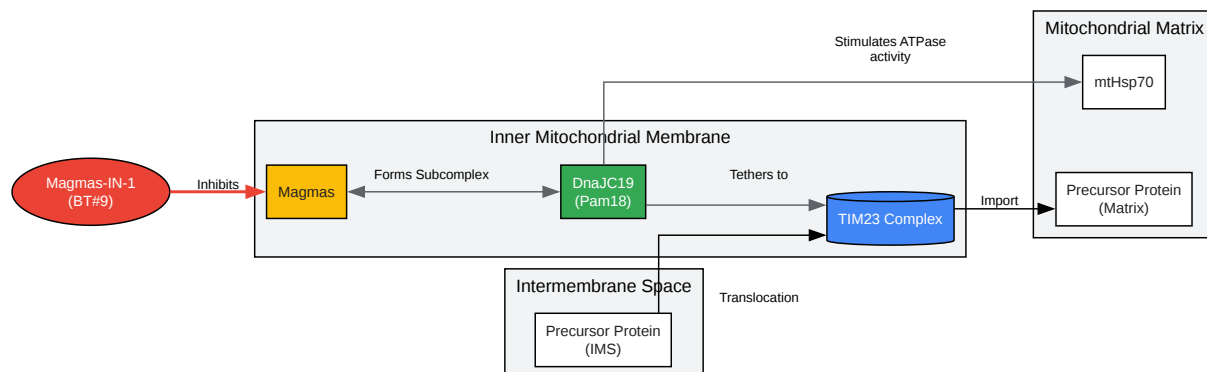 Mitochondrial Matrix
Stimulates ATPase
activity
mtHsp70
Inner Mitochondrial Membrane
Magmas-IN-1
(BT#9)
Inhibits
Magmas
Forms Subcomplex
DnaJC19
(Pam18)
Tethers to
TIM23 Complex
Import
Precursor Protein
(Matrix)
Intermembrane Space
Translocation
Precursor Protein
(IMS)